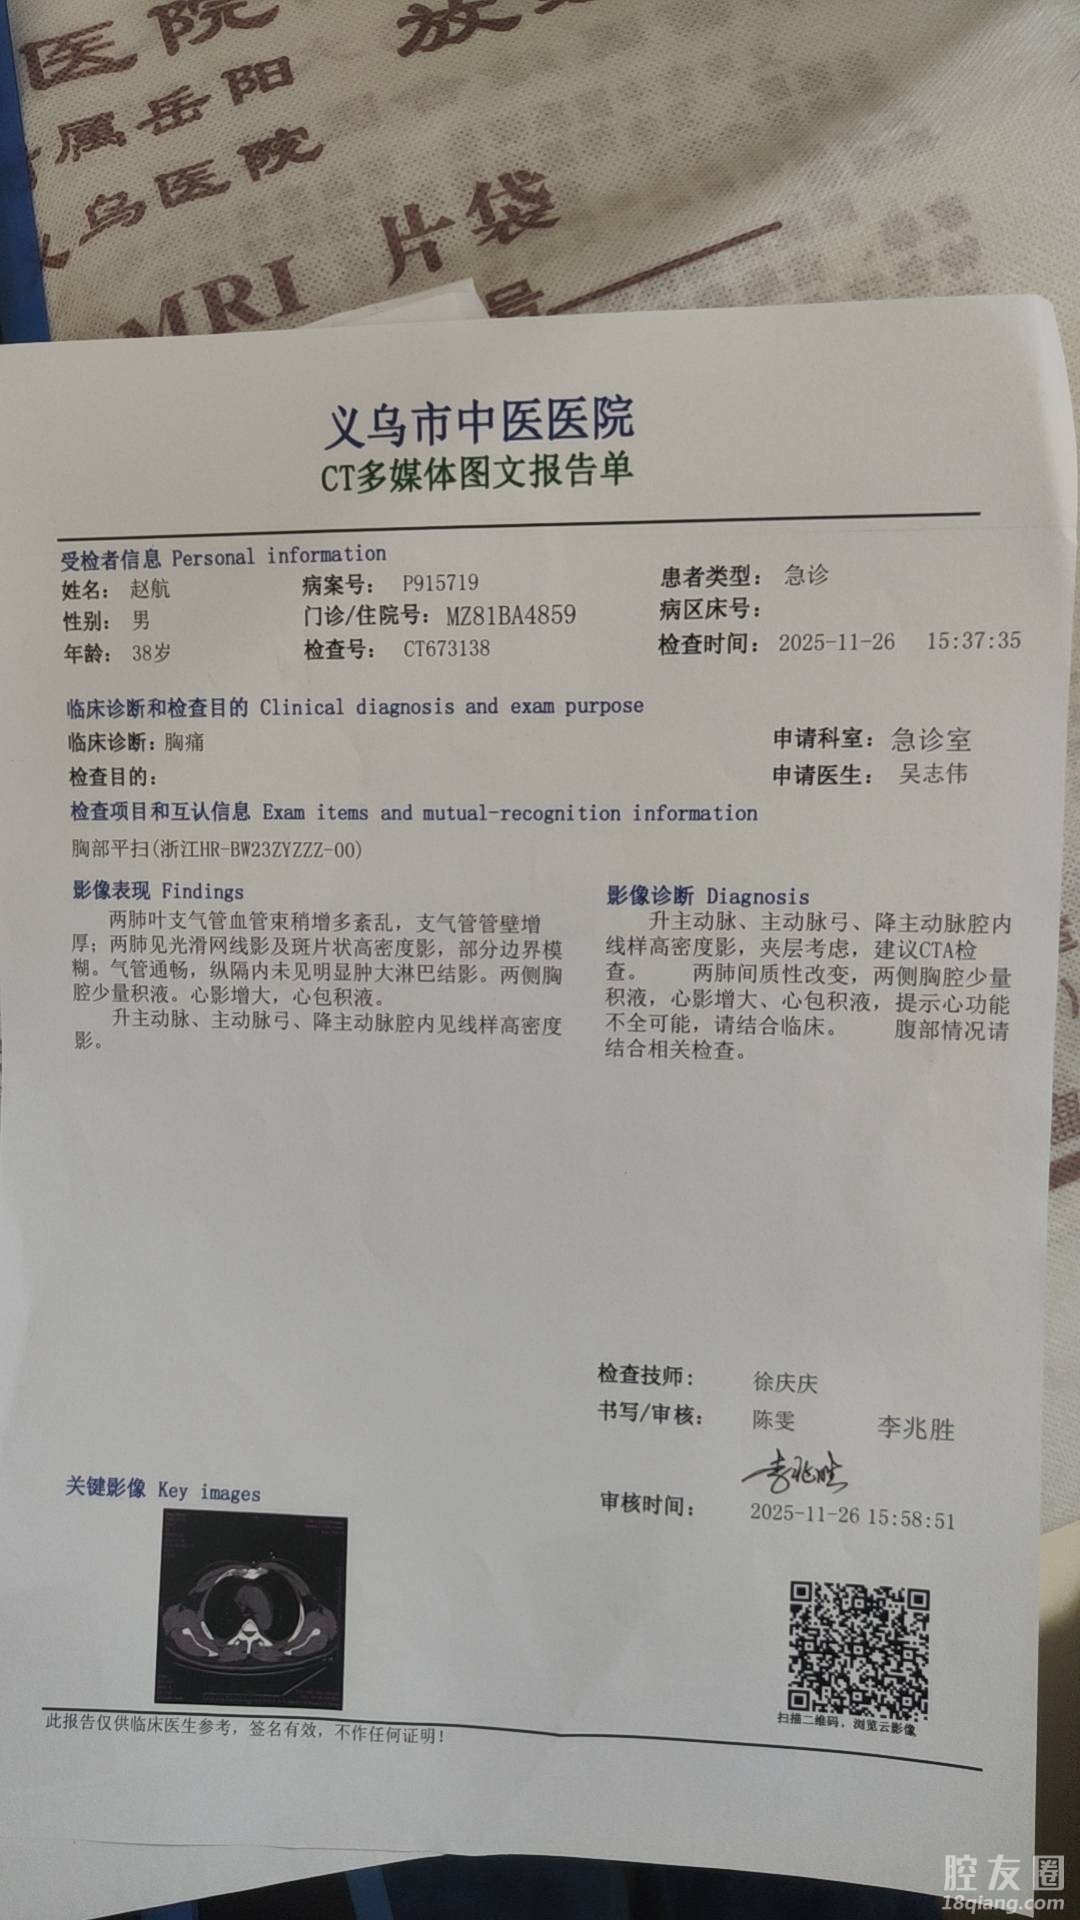 医医院 放
属岳阳
乌医院
MRI 片袋
号
义乌市中医医院
CT多媒体图文报告单
受检者信息 Personal information
姓名: 赵航 病案号: P915719 患者类型: 急诊
性别: 男 门诊/住院号: MZ81BA4859 病区床号:
年龄: 38岁 检查号: CT673138 检查时间: 2025-11-26 15:37:35
临床诊断和检查目的 Clinical diagnosis and exam purpose
临床诊断: 胸痛 申请科室: 急诊室
检查目的: 申请医生: 吴志伟
检查项目和互认信息 Exam items and mutual-recognition information
胸部平扫(浙江HR-BW23ZYZZZ-00)
影像表现 Findings
两肺叶支气管血管束稍增多紊乱，支气管管壁增
厚；两肺见光滑网线影及斑片状高密度影，部分边界模
糊。气管通畅，纵隔内未见明显肿大淋巴结影。两侧胸
腔少量积液。心影增大，心包积液。
升主动脉、主动脉弓、降主动脉腔内见线样高密度
影。
影像诊断 Diagnosis
升主动脉、主动脉弓、降主动脉腔内
线样高密度影，夹层考虑，建议CTA检
查。 两肺间质性改变，两侧胸腔少量
积液，心影增大、心包积液，提示心功能
不全可能，请结合临床。 腹部情况请
结合相关检查。
检查技师: 徐庆庆
书写/审核: 陈雯 李兆胜
李兆胜
审核时间: 2025-11-26 15:58:51
关键影像 Key images
扫描二维码，浏览云影像
此报告仅供临床医生参考，签名有效，不作任何证明！
腔友圈
18qiang.com